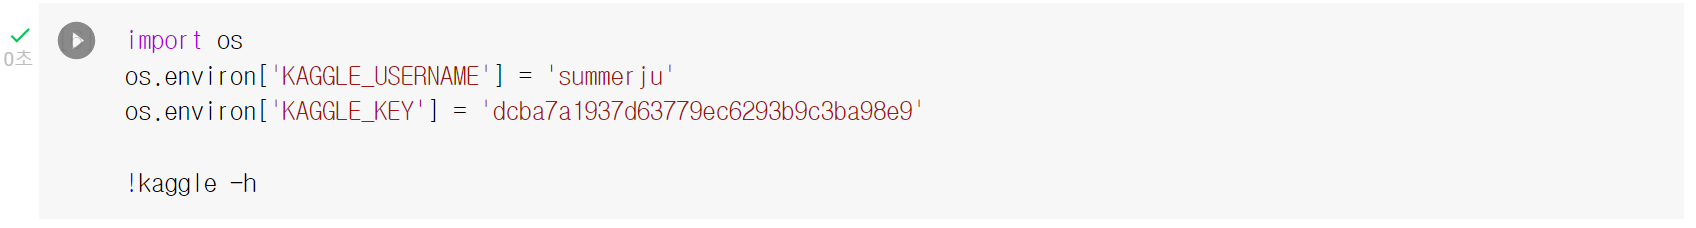 import os
os.environ['KAGGLE_USERNAME'] = 'summerju'
os.environ['KAGGLE_KEY'] = 'dcba7a1937d63779ec6293b9c3ba98e9'
!kaggle -h
0초